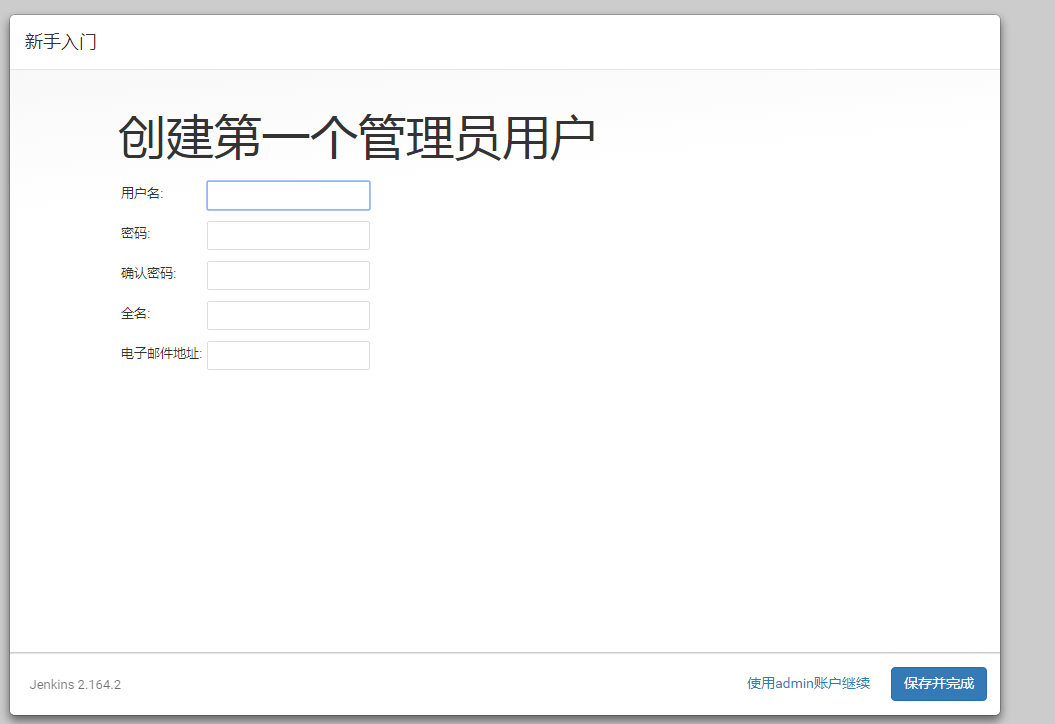 新手入门
创建第一个管理员用户
用户名:
密码:
确认密码:
全名:
电子邮件地址:
Jenkins 2.164.2
使用admin账户继续
保存并完成